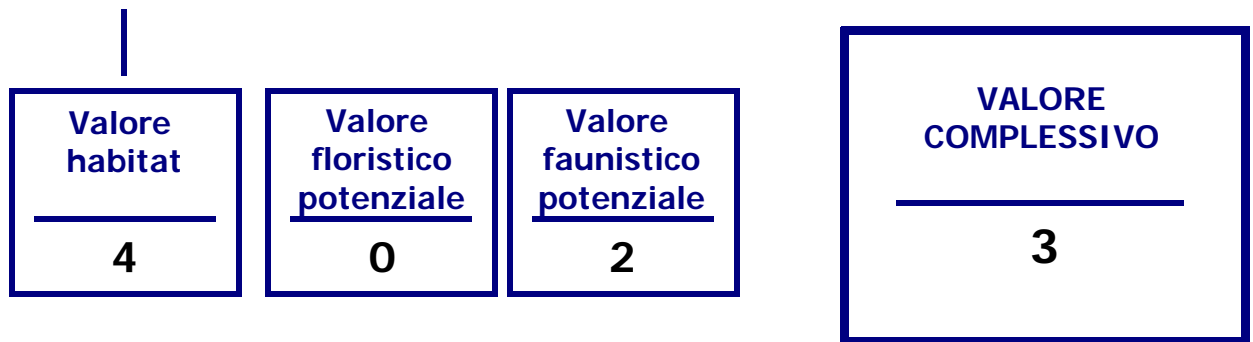 Valore
habitat
4
Valore
floristico
potenziale
0
Valore
faunistico
potenziale
2
VALORE
COMPLESSIVO
3